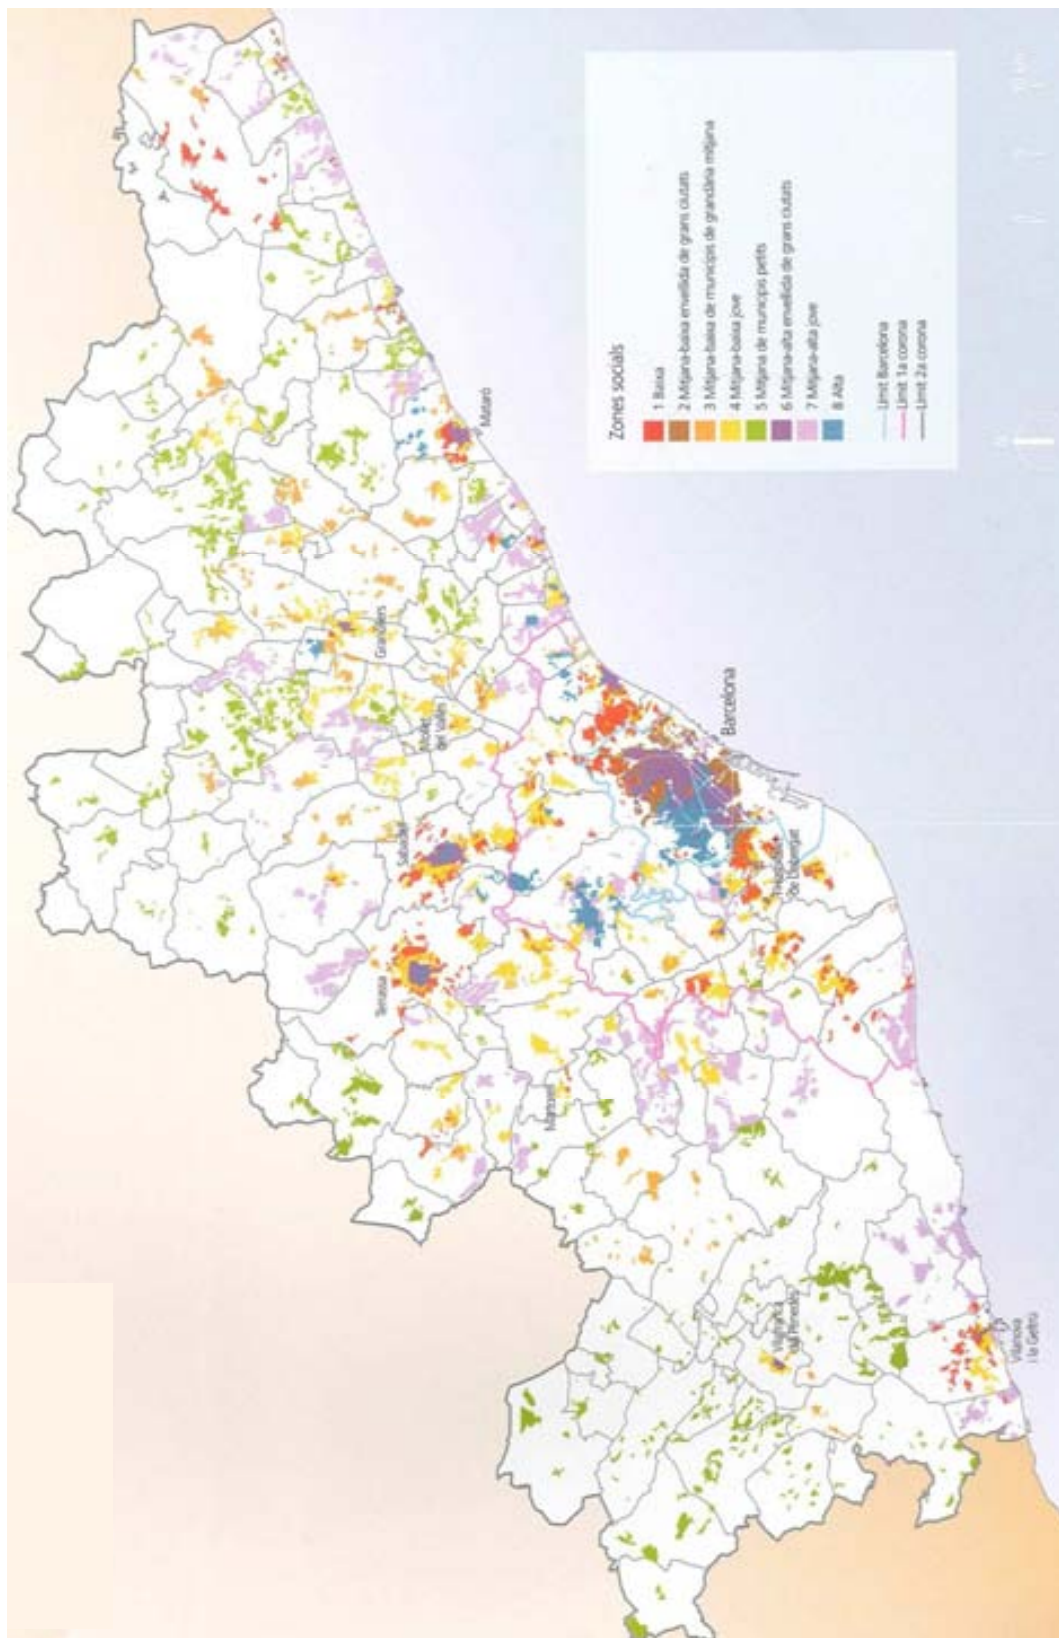 Zones socials
1 Baixa
2 Mitjana-baixa envellida de grans ciutats
3 Mitjana-baixa de municipis de grandària mitjana
4 Mitjana-baixa jove
5 Mitjana de municipis petits
6 Mitjana-alta envellida de grans ciutats
7 Mitjana-alta jove
8 Alta
Límit Barcelona
Límit 1a corona
Límit 2a corona
Mataró
Granollers
del Vallès
Sabadell
Terrassa
Barcelona
de Llobregat
Martorell
Vilafranca
del Penedès
Vilanova
i la Geltrú